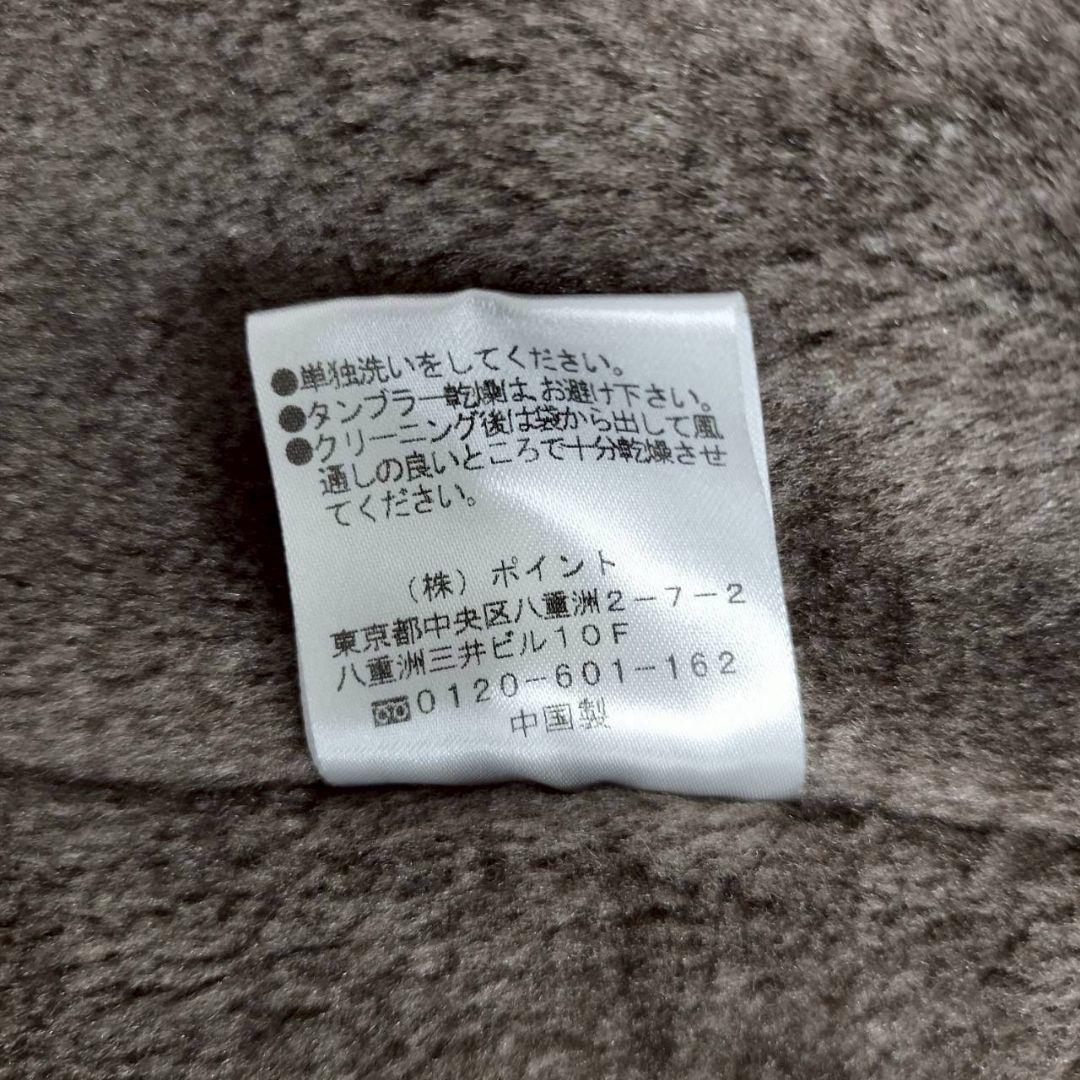 ●単独洗いをしてください。
●タンブラー乾燥は、お避け下さい。
●クリーニング後は袋から出して風
通しの良いところで十分乾燥させ
てください。
（株）ポイント
東京都中央区八重洲2-7-2
八重洲三井ビル10F
0120-601-162
中国製